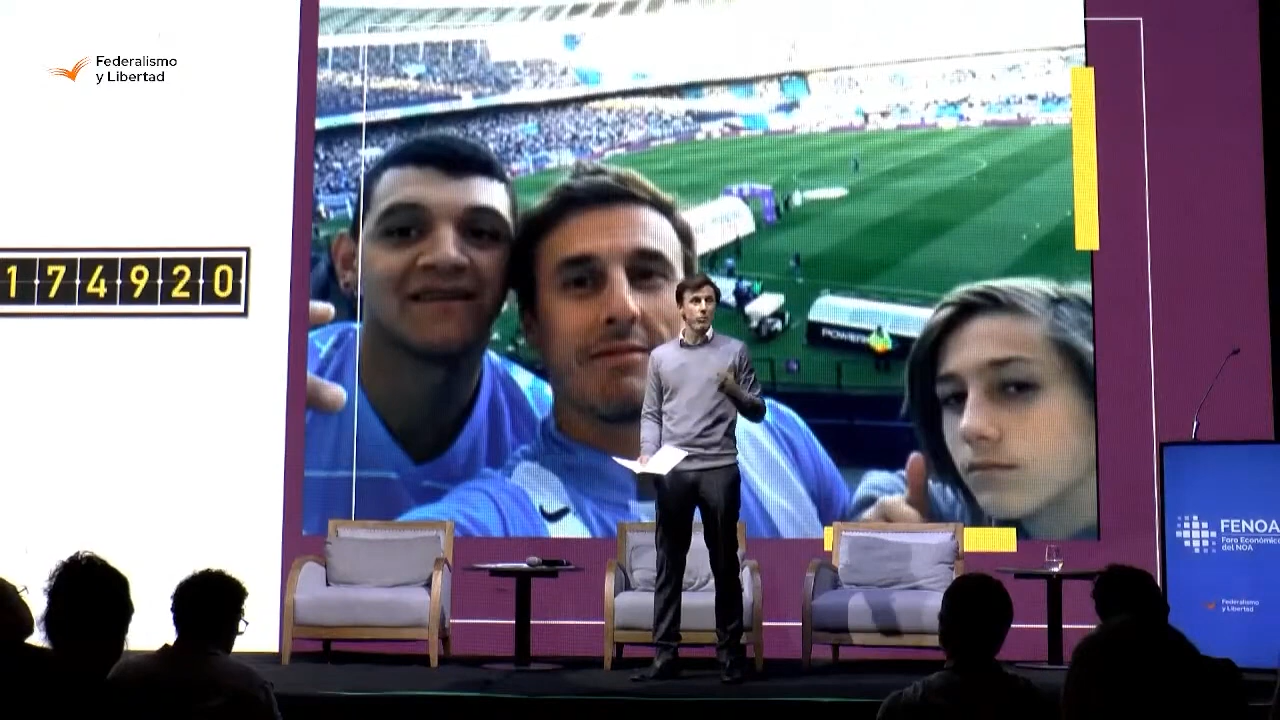 Federalismo
y Libertad
174920
POWER
FENOA
Foro Económico
del NOA
Federalismo
y Libertad